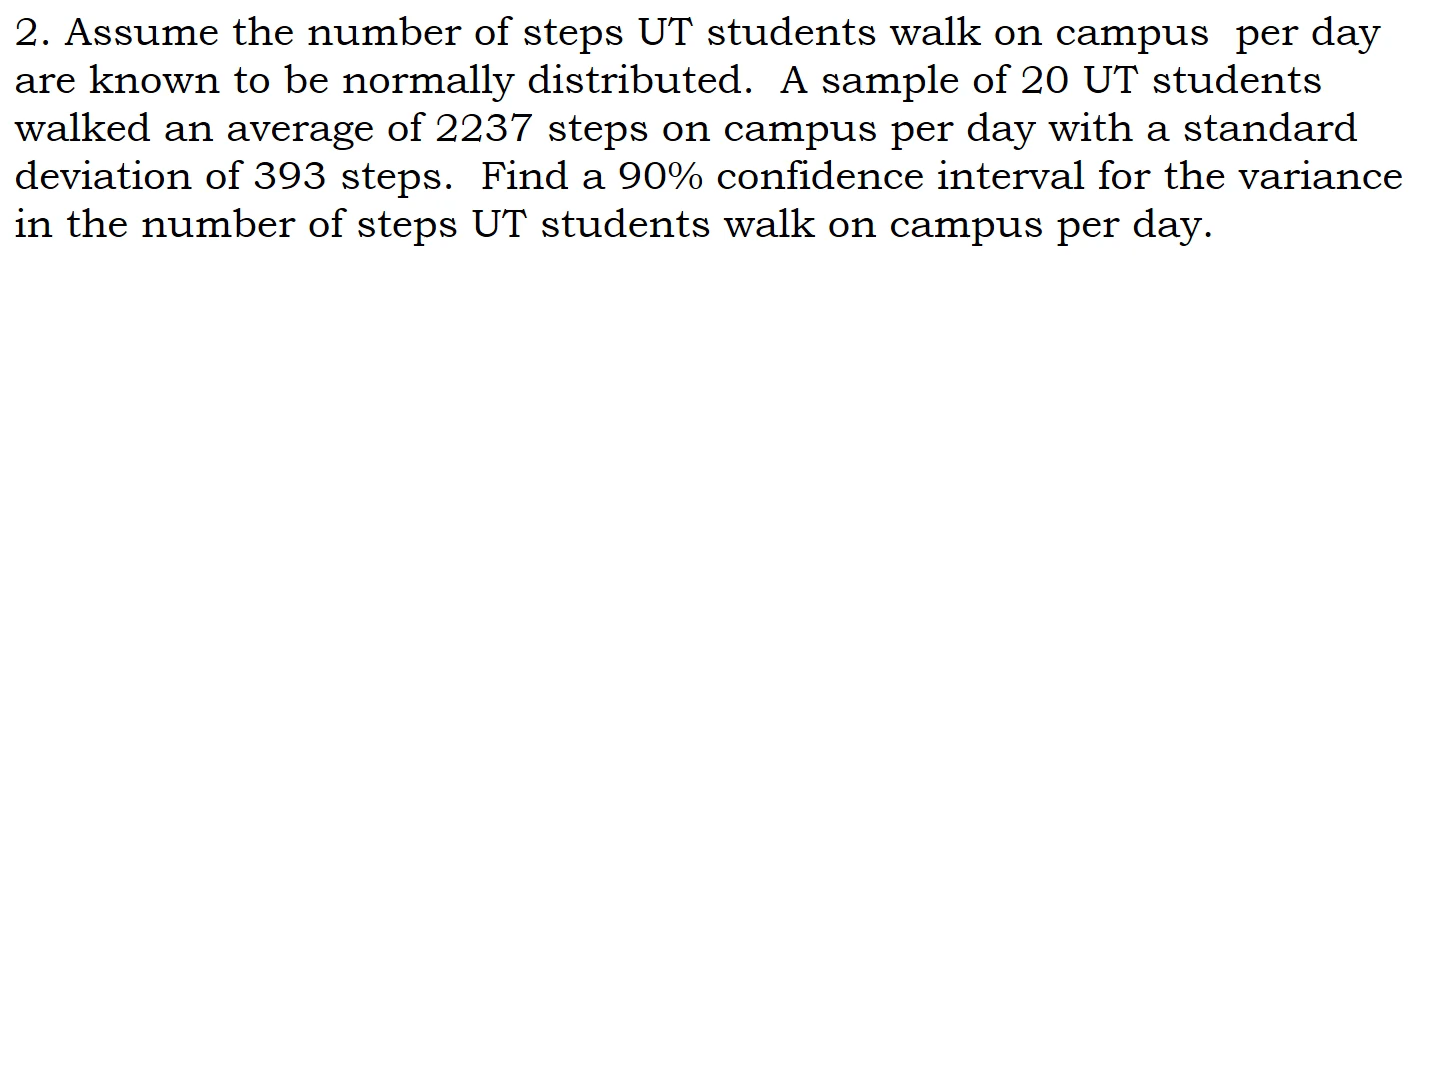 2. Assume the number of steps UT students walk on campus  per day
are known to be normally distributed.  A sample of 20 UT students
walked an average of 2237 steps on campus per day with a standard
deviation of 393 steps.  Find a 90% confidence interval for the variance
in the number of steps UT students walk on campus per day.